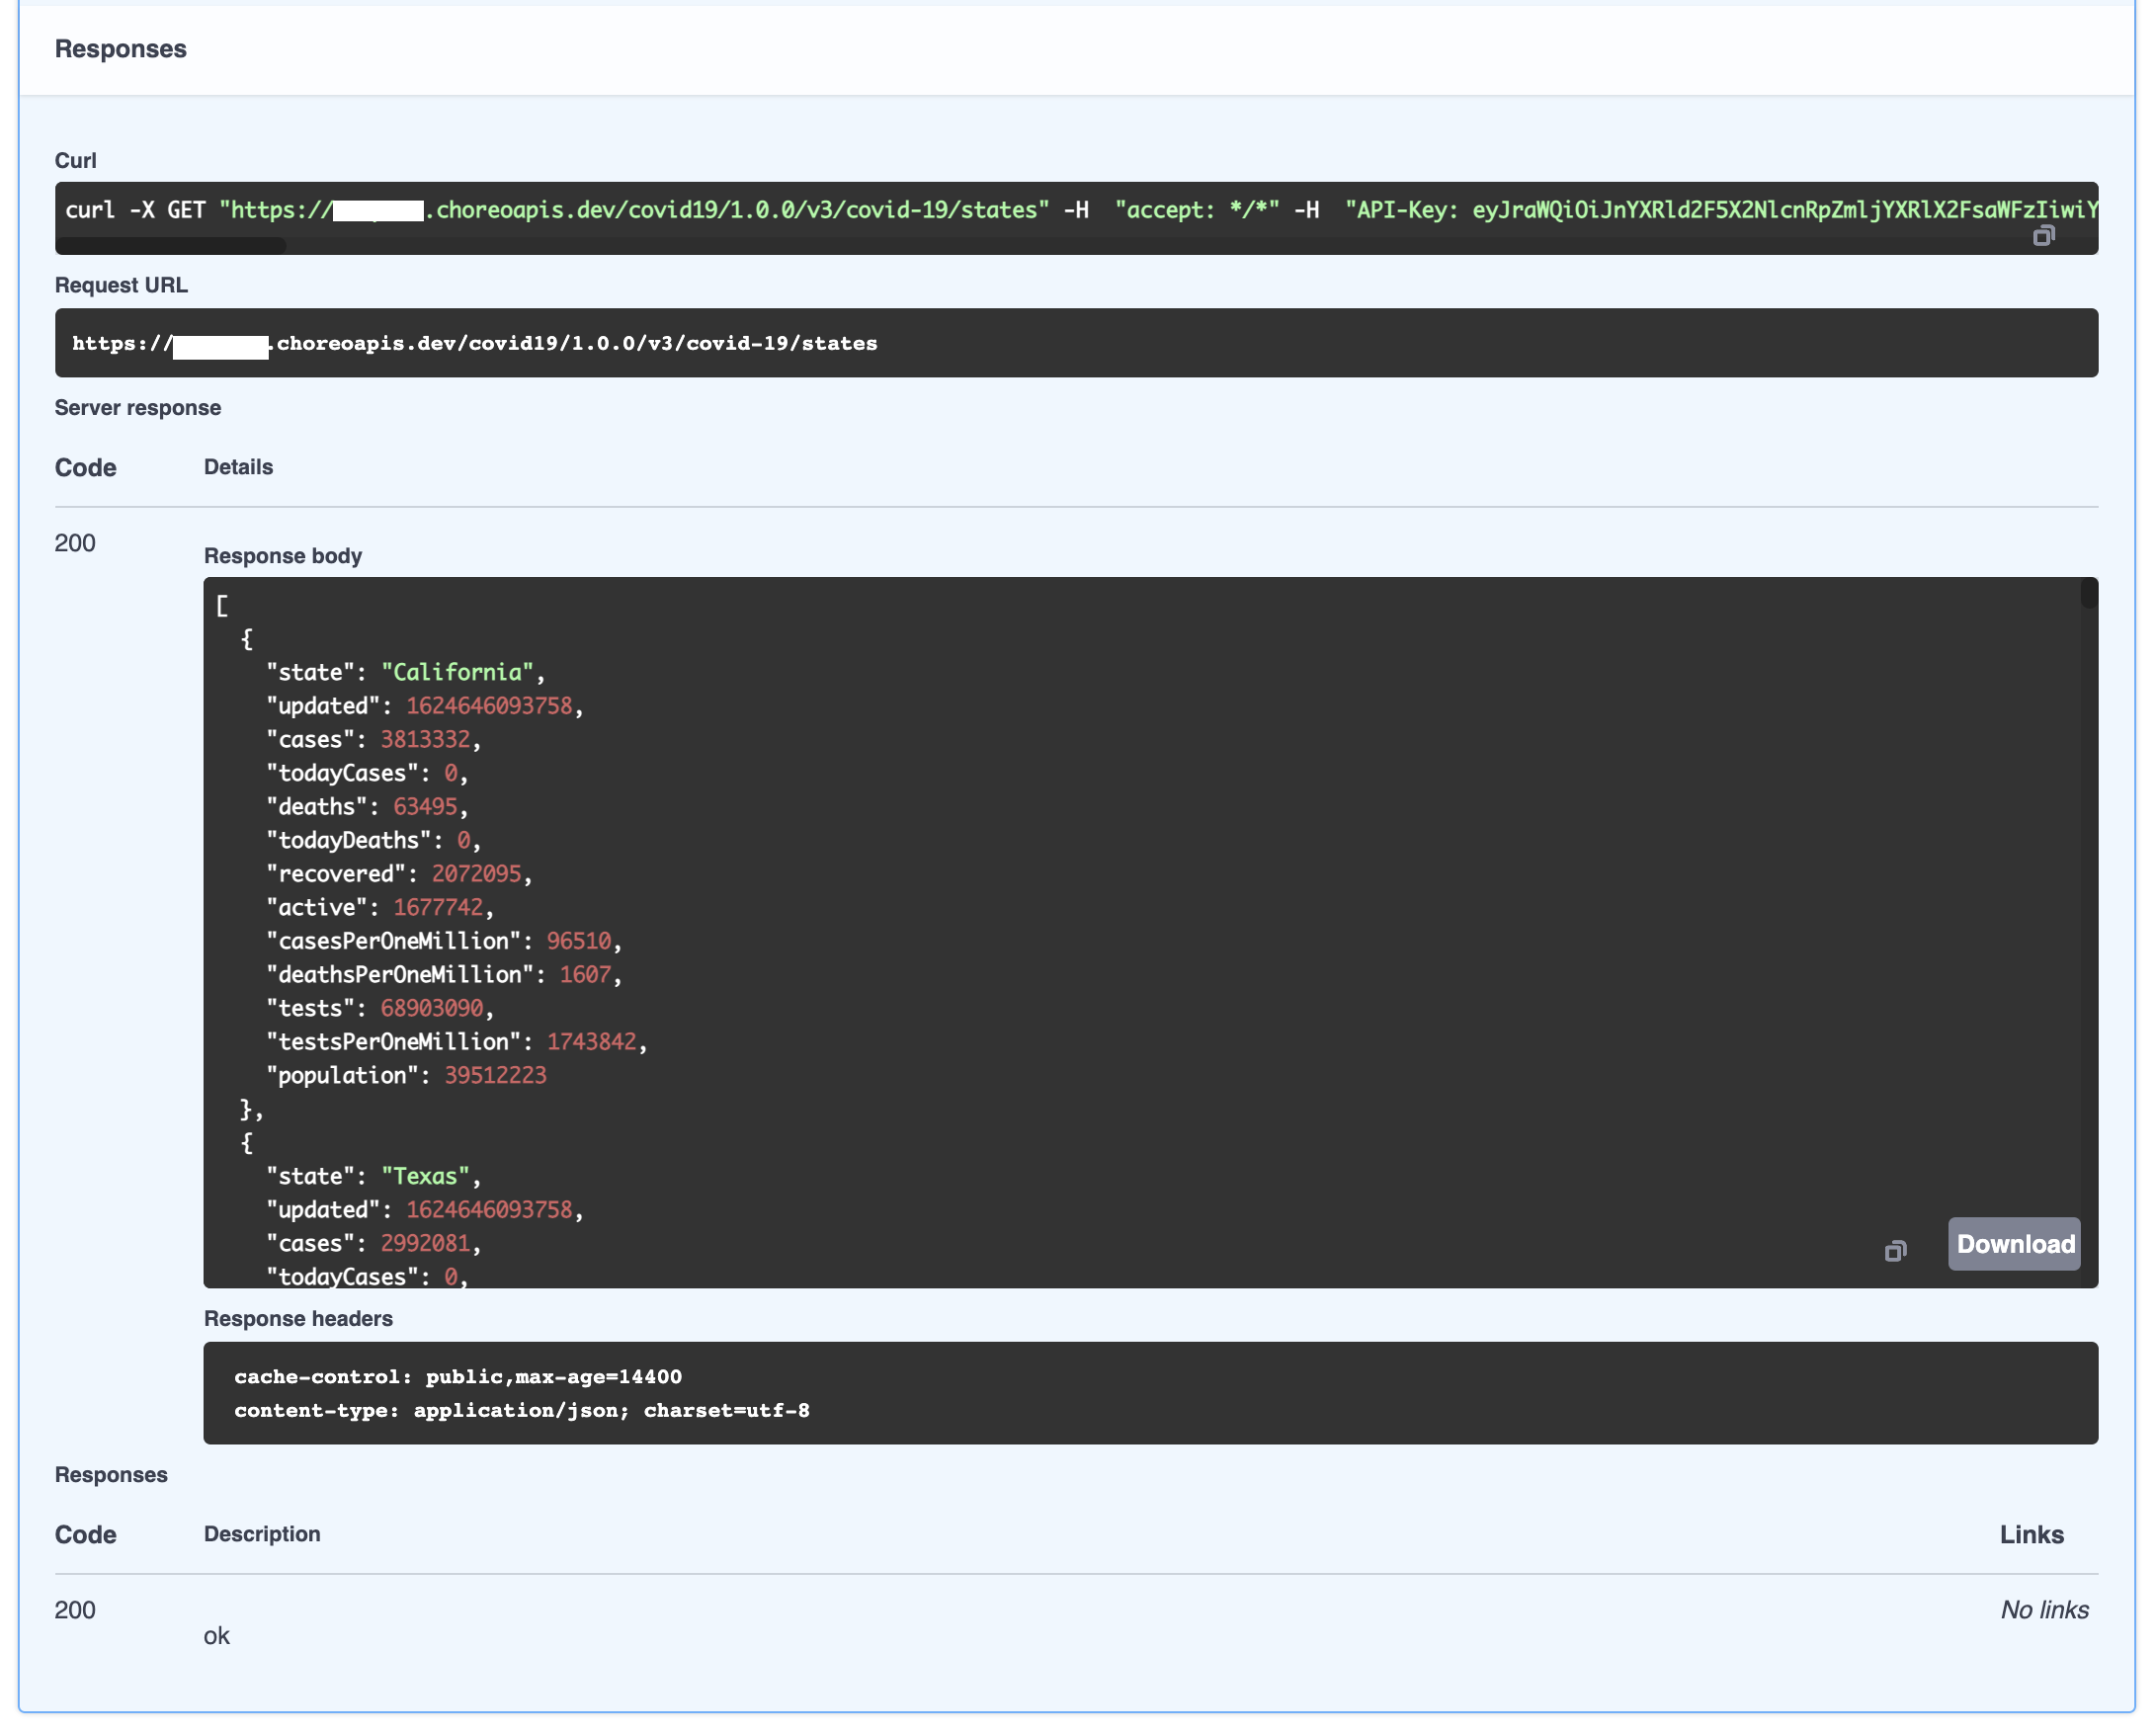 Responses
Curl
curl -X GET "https://.choreoapis.dev/covid19/1.0.0/v3/covid-19/states" -H  "accept: */*" -H  "API-Key: eyJraWQiOiJnYXRld2F5X2NlcnRpZmljYXRlX2FsaWFzIiwiY
Request URL
https://.choreoapis.dev/covid19/1.0.0/v3/covid-19/states
Server response
Code Details
200
Response body
[
{
"state": "California",
"updated": 1624646093758,
"cases": 3813332,
"todayCases": 0,
"deaths": 63495,
"todayDeaths": 0,
"recovered": 2072095,
"active": 1677742,
"casesPerOneMillion": 96510,
"deathsPerOneMillion": 1607,
"tests": 68903090,
"testsPerOneMillion": 1743842,
"population": 39512223
},
{
"state": "Texas",
"updated": 1624646093758,
"cases": 2992081,
"todayCases": 0,
Download
Response headers
cache-control: public,max-age=14400
content-type: application/json; charset=utf-8
Responses
Code Description Links
200 No links
ok